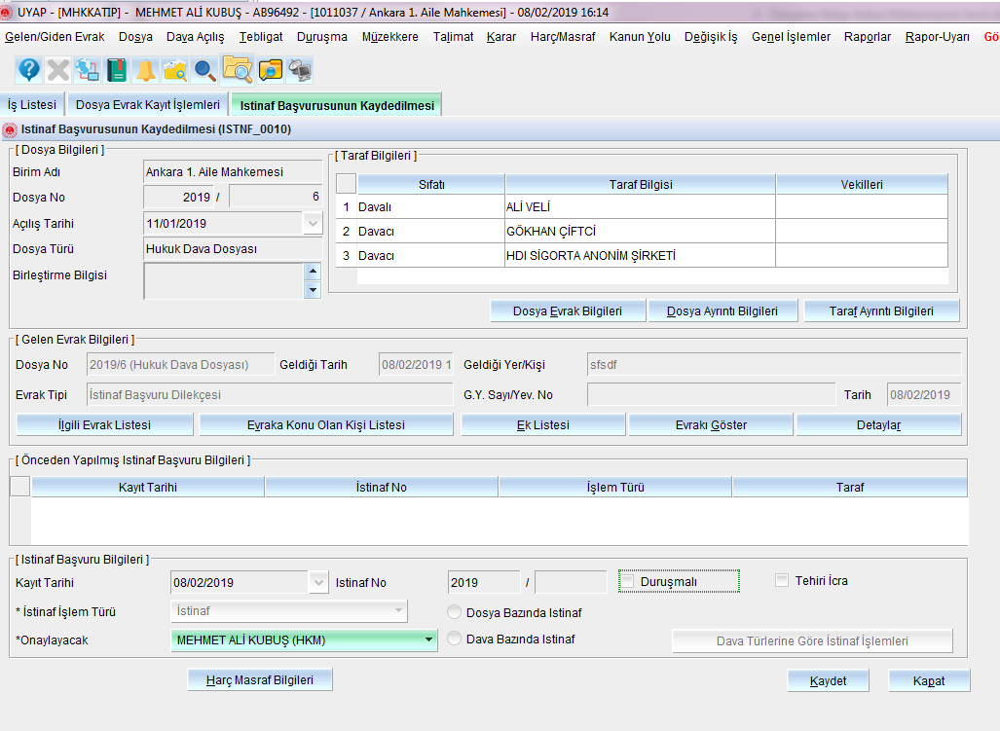 UYAP - [MHKKATİP] - MEHMET ALİ KUBUŞ - AB96492 - [1011037 / Ankara 1. Aile Mahkemesi] - 08/02/2019 16:14
Gelen/Giden Evrak Dosya Dava Açılış Tebligat Duruşma Müzekkere Talimat Karar Harç/Masraf Kanun Yolu Değişik İş Genel İşlemler Raporlar Rapor-Uyarı Gö
İş Listesi Dosya Evrak Kayıt İşlemleri Istinaf Başvurusunun Kaydedilmesi
Istinaf Başvurusunun Kaydedilmesi (ISTNF_0010)
[ Dosya Bilgileri ]
Birim Adı Ankara 1. Aile Mahkemesi
Dosya No 2019 / 6
Açılış Tarihi 11/01/2019
Dosya Türü Hukuk Dava Dosyası
Birleştirme Bilgisi
[ Taraf Bilgileri ]
Sıfatı Taraf Bilgisi Vekilleri
1 Davalı ALİ VELİ
2 Davacı GÖKHAN ÇİFTCİ
3 Davacı HDI SİGORTA ANONİM ŞİRKETİ
Dosya Evrak Bilgileri Dosya Ayrıntı Bilgileri Taraf Ayrıntı Bilgileri
[ Gelen Evrak Bilgileri ]
Dosya No 2019/6 (Hukuk Dava Dosyası) Geldiği Tarih 08/02/2019 1 Geldiği Yer/Kişi sfsdf
Evrak Tipi İstinaf Başvuru Dilekçesi G.Y. Sayı/Yev. No Tarih 08/02/2019
İlgili Evrak Listesi Evraka Konu Olan Kişi Listesi Ek Listesi Evrakı Göster Detaylar
[ Önceden Yapılmış Istinaf Başvuru Bilgileri ]
Kayıt Tarihi İstinaf No İşlem Türü Taraf
[ Istinaf Başvuru Bilgileri ]
Kayıt Tarihi 08/02/2019 Istinaf No 2019 / Duruşmalı Tehiri İcra
* İstinaf İşlem Türü İstinaf Dosya Bazında Istinaf
*Onaylayacak MEHMET ALİ KUBUŞ (HKM) Dava Bazında Istinaf Dava Türlerine Göre İstinaf İşlemleri
Harç Masraf Bilgileri Kaydet Kapat